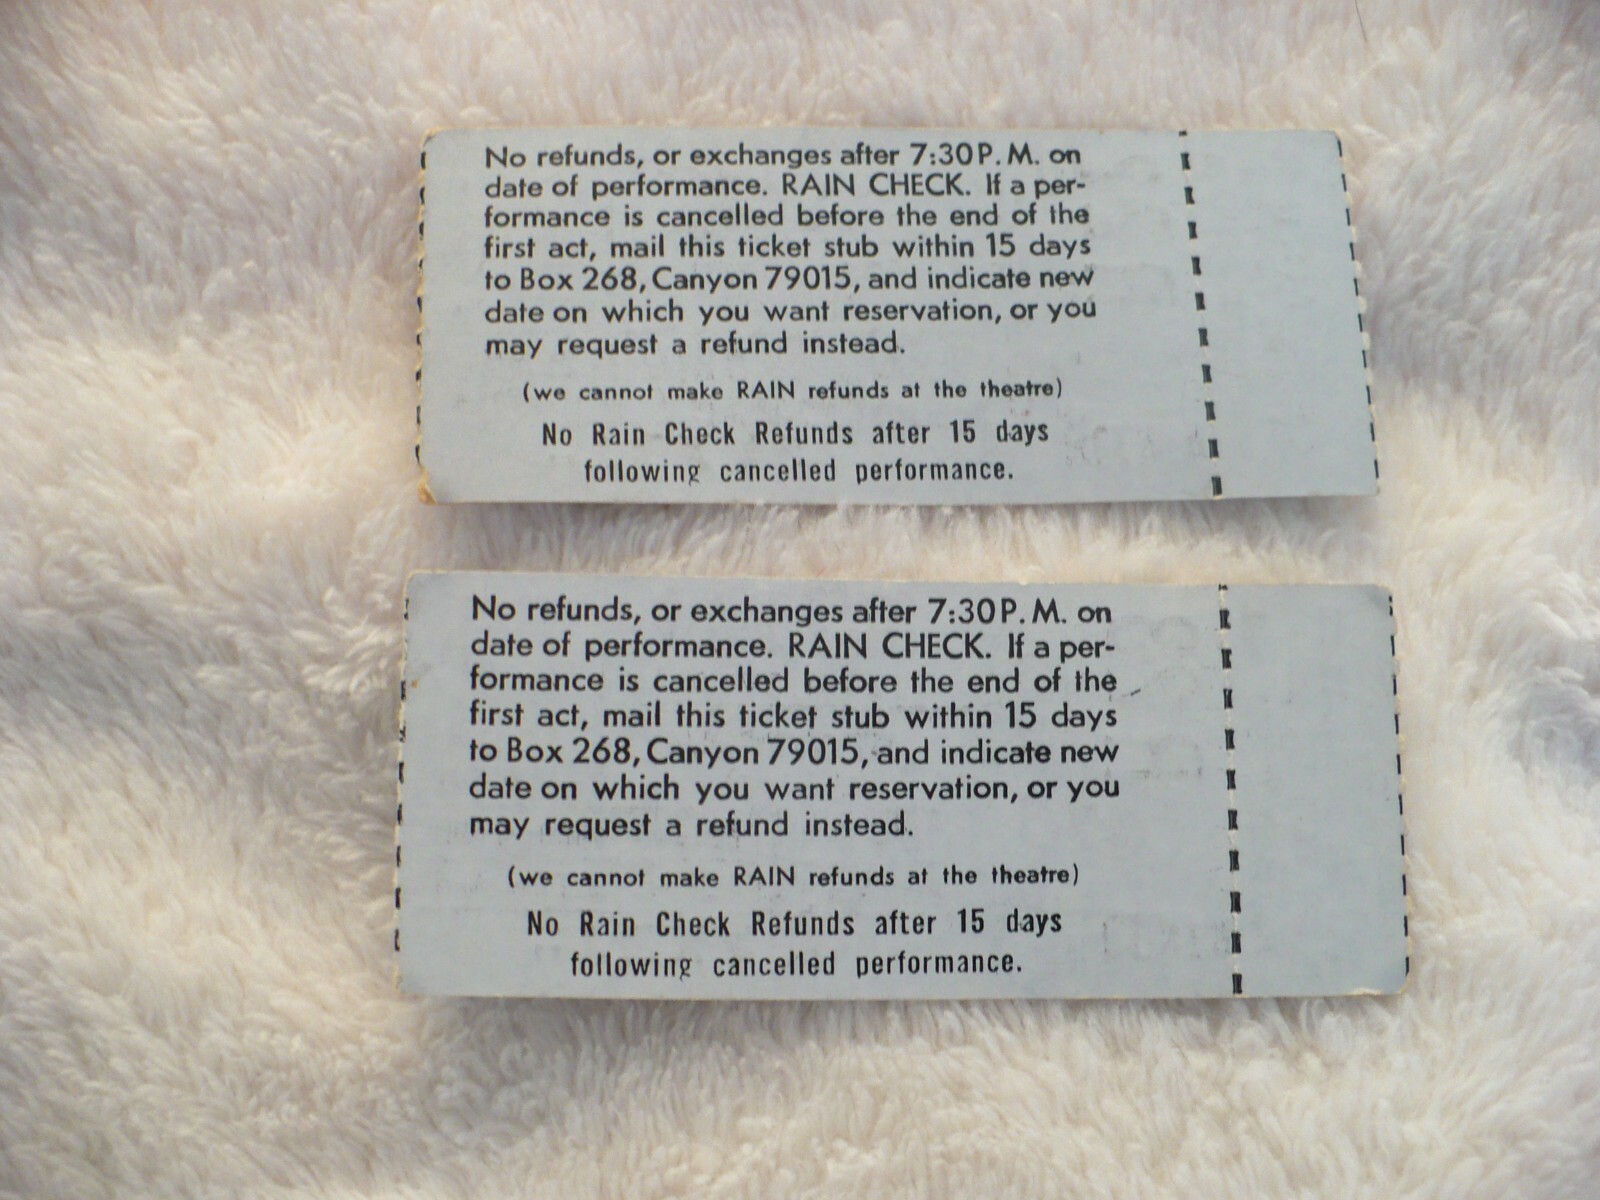 No refunds, or exchanges after 7:30P.M. on
date of performance. RAIN CHECK. If a per-
formance is cancelled before the end of the
first act, mail this ticket stub within 15 days
to Box 268, Canyon 79015, and indicate new
date on which you want reservation, or you
may request a refund instead.
(we cannot make RAIN refunds at the theatre)
No Rain Check Refunds after 15 days
following cancelled performance.
No refunds, or exchanges after 7:30P.M. on
date of performance. RAIN CHECK. If a per-
formance is cancelled before the end of the
first act, mail this ticket stub within 15 days
to Box 268, Canyon 79015, and indicate new
date on which you want reservation, or you
may request a refund instead.
(we cannot make RAIN refunds at the theatre)
No Rain Check Refunds after 15 days
following cancelled performance.